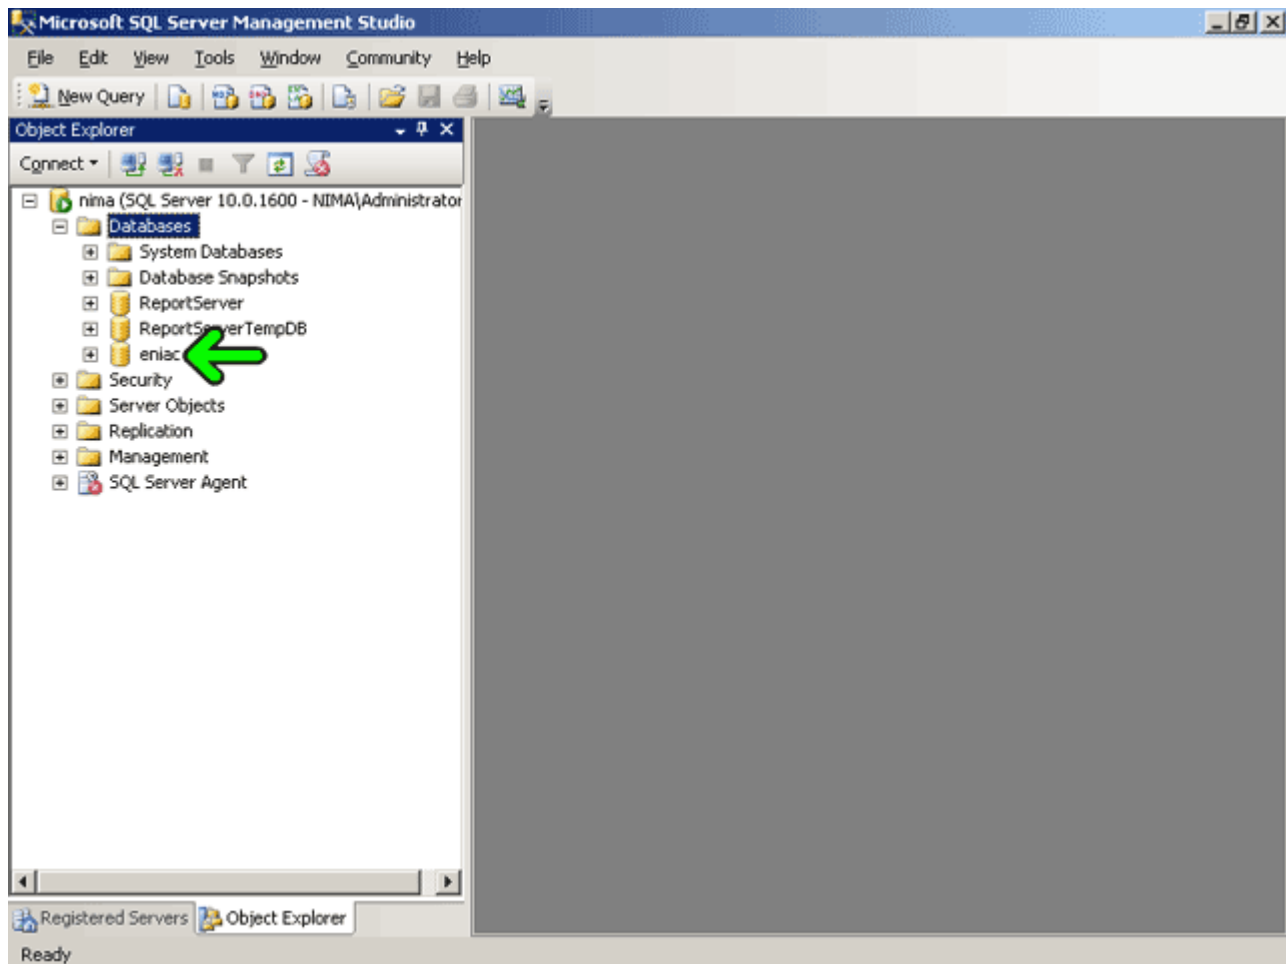 Microsoft SQL Server Management Studio
File Edit View Tools Window Community Help
New Query
Object Explorer
Connect
nima (SQL Server 10.0.1600 - NIMA\Administrator
Databases
System Databases
Database Snapshots
ReportServer
ReportServerTempDB
eniac
Security
Server Objects
Replication
Management
SQL Server Agent
Registered Servers Object Explorer
Ready